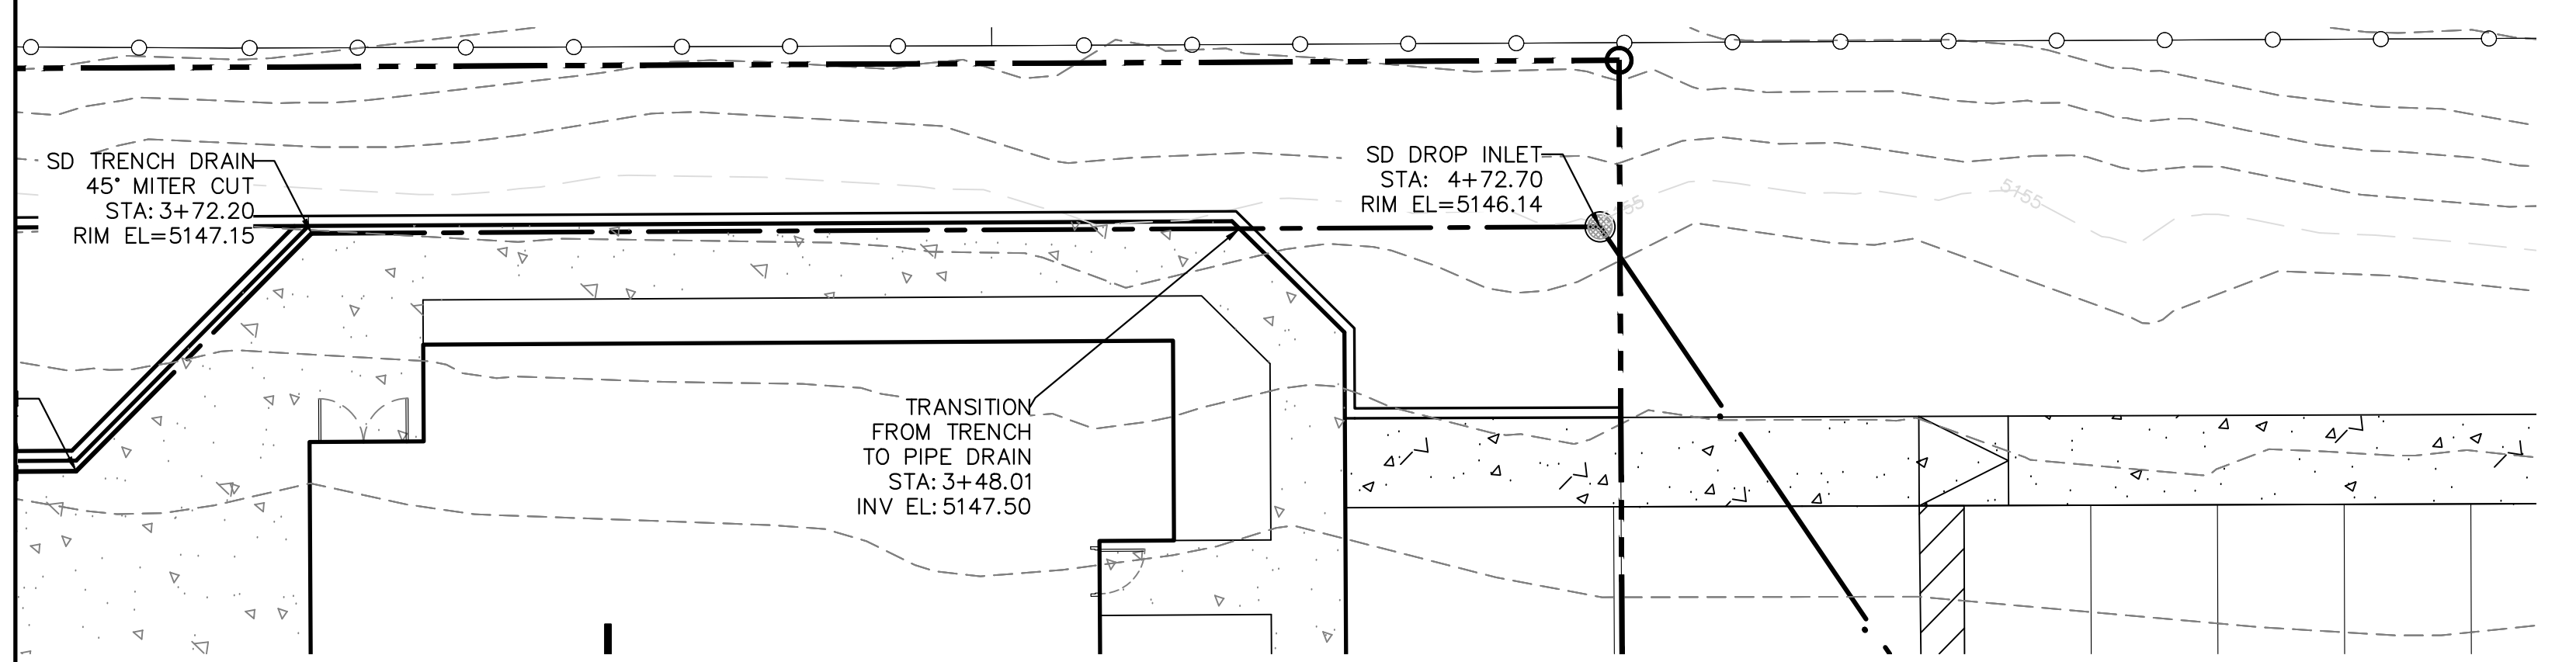 SD TRENCH DRAIN
45° MITER CUT
STA: 3+72.20
RIM EL=5147.15
SD DROP INLET
STA: 4+72.70
RIM EL=5146.14
5155
TRANSITION
FROM TRENCH
TO PIPE DRAIN
STA: 3+48.01
INV EL: 5147.50